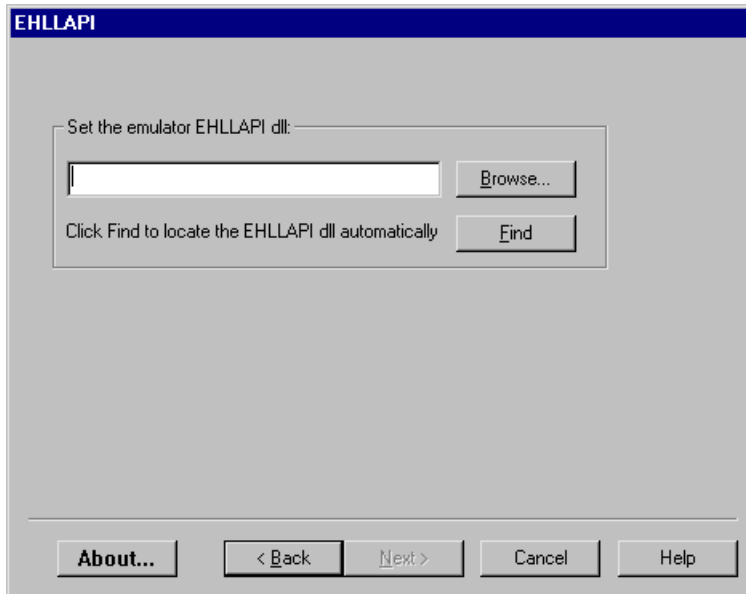 EHLLAPI
Set the emulator EHLLAPI dll:
Browse...
Click Find to locate the EHLLAPI dll automatically
Find
About...
< Back
Next >
Cancel
Help